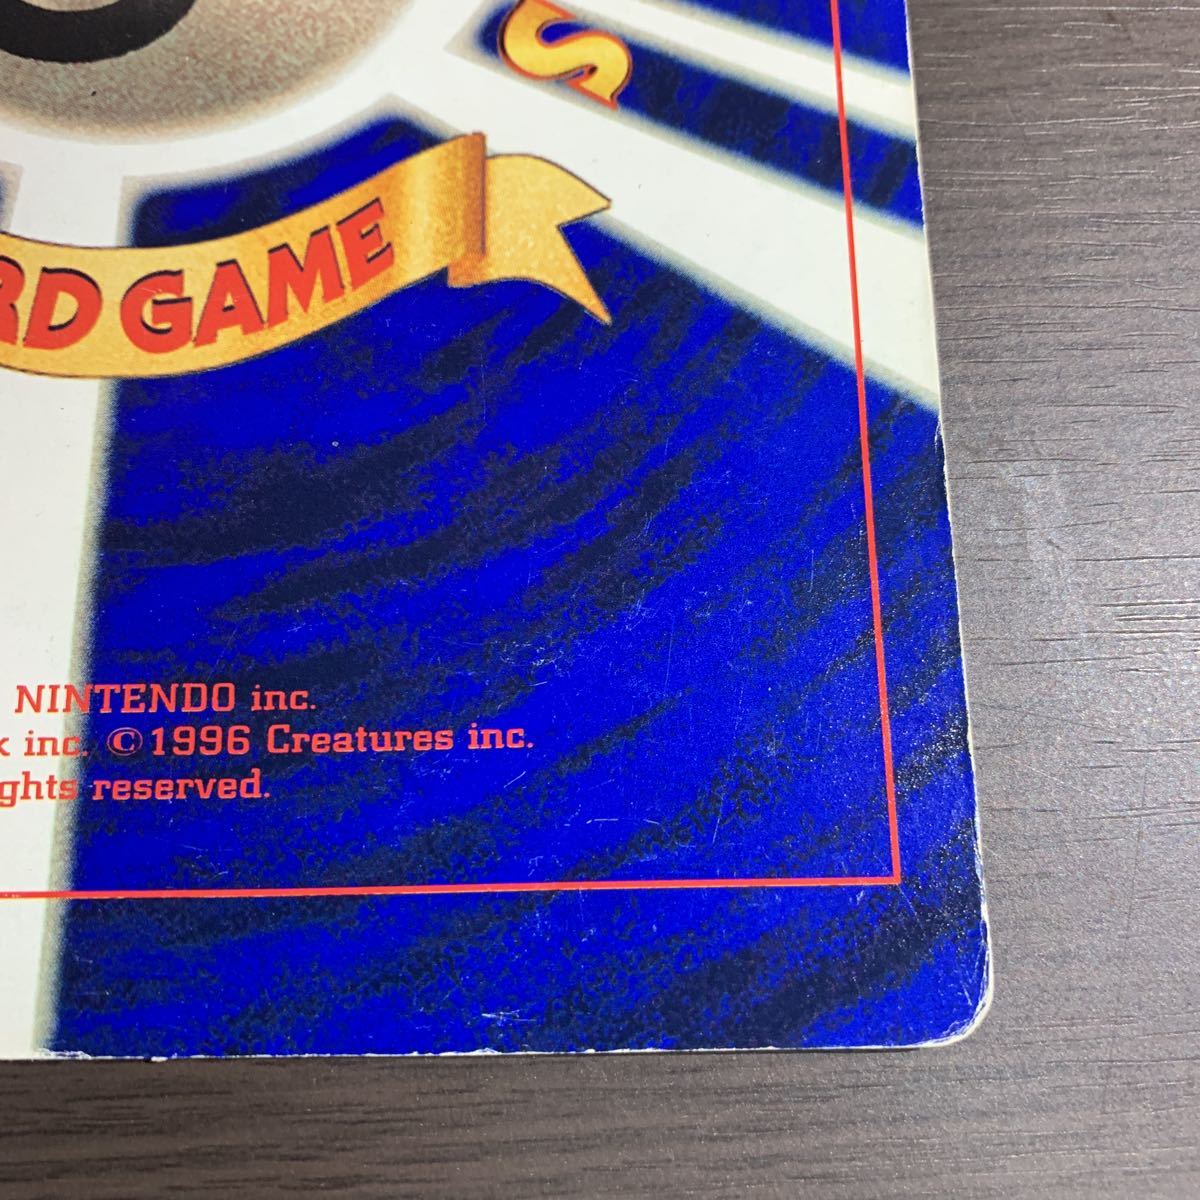 S
RD GAME
NINTENDO inc.
k inc. ©1996 Creatures inc.
ghts reserved.